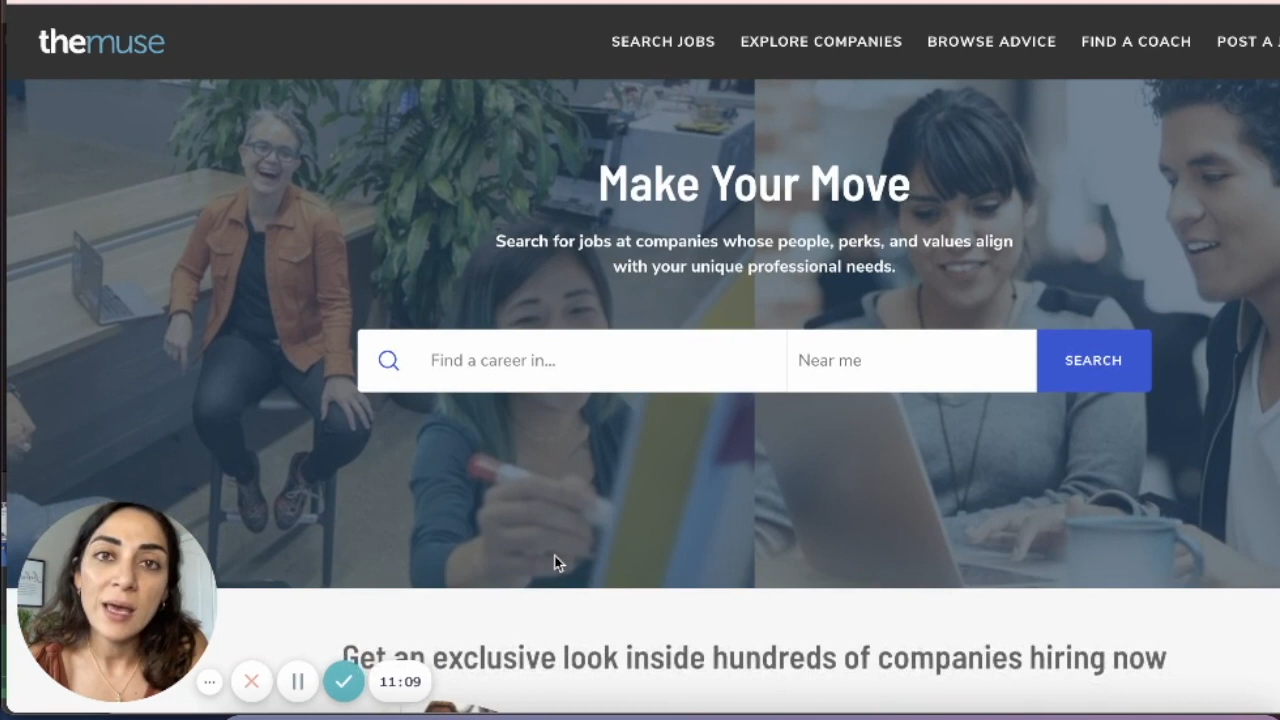 themuse
SEARCH JOBS
EXPLORE COMPANIES
BROWSE ADVICE
FIND A COACH
POST A
Make Your Move
Search for jobs at companies whose people, perks, and values align
with your unique professional needs.
Find a career in...
Near me
SEARCH
Get an exclusive look inside hundreds of companies hiring now
11:09